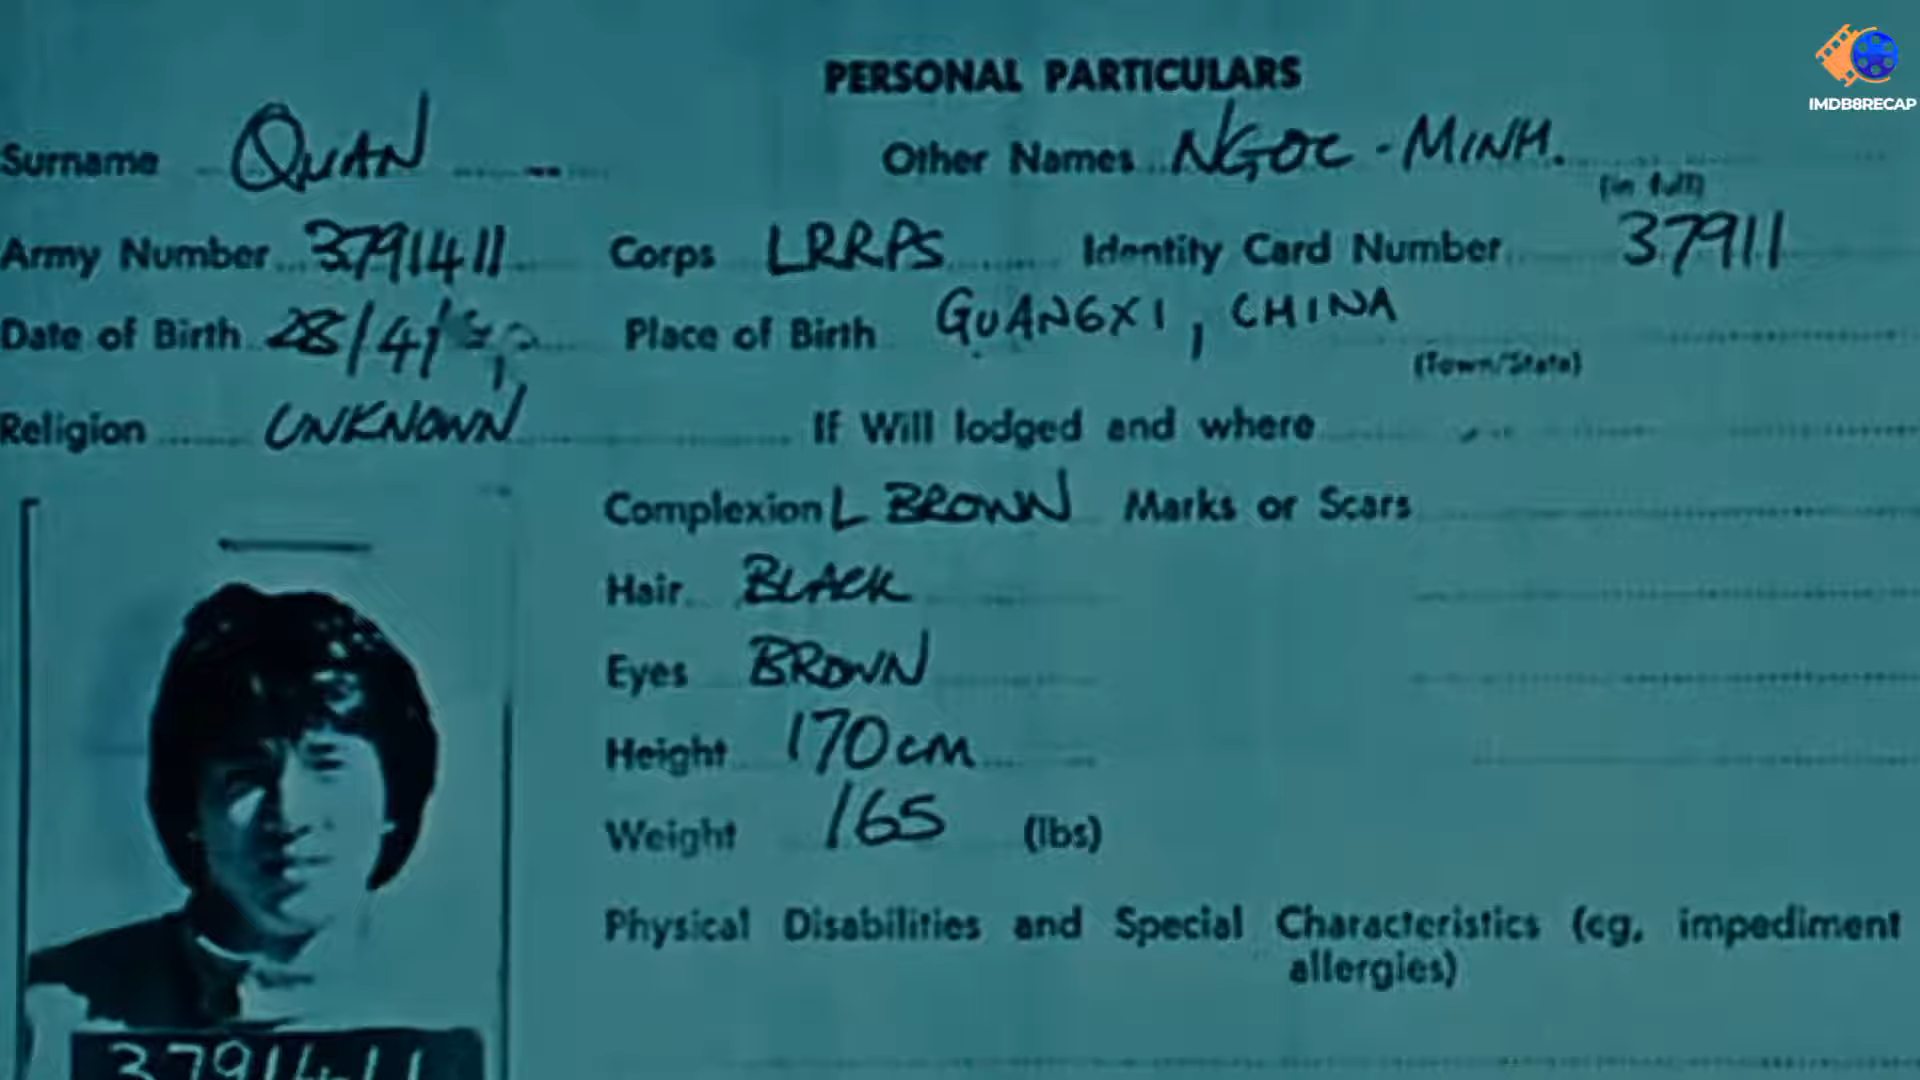 IMDB8RECAP
PERSONAL PARTICULARS
Surname QUAN Other Names NGOC-MINH.
(in full)
Army Number 3791411 Corps LRRPS Identity Card Number 37911
Date of Birth 28/4/ Place of Birth GUANGXI, CHINA
(Town/State)
Religion UNKNOWN If Will lodged and where
Complexion L BROWN Marks or Scars
Hair BLACK
Eyes BROWN
Height 170cm
Weight 165 (lbs)
Physical Disabilities and Special Characteristics (eg, impediment
allergies)
3791411